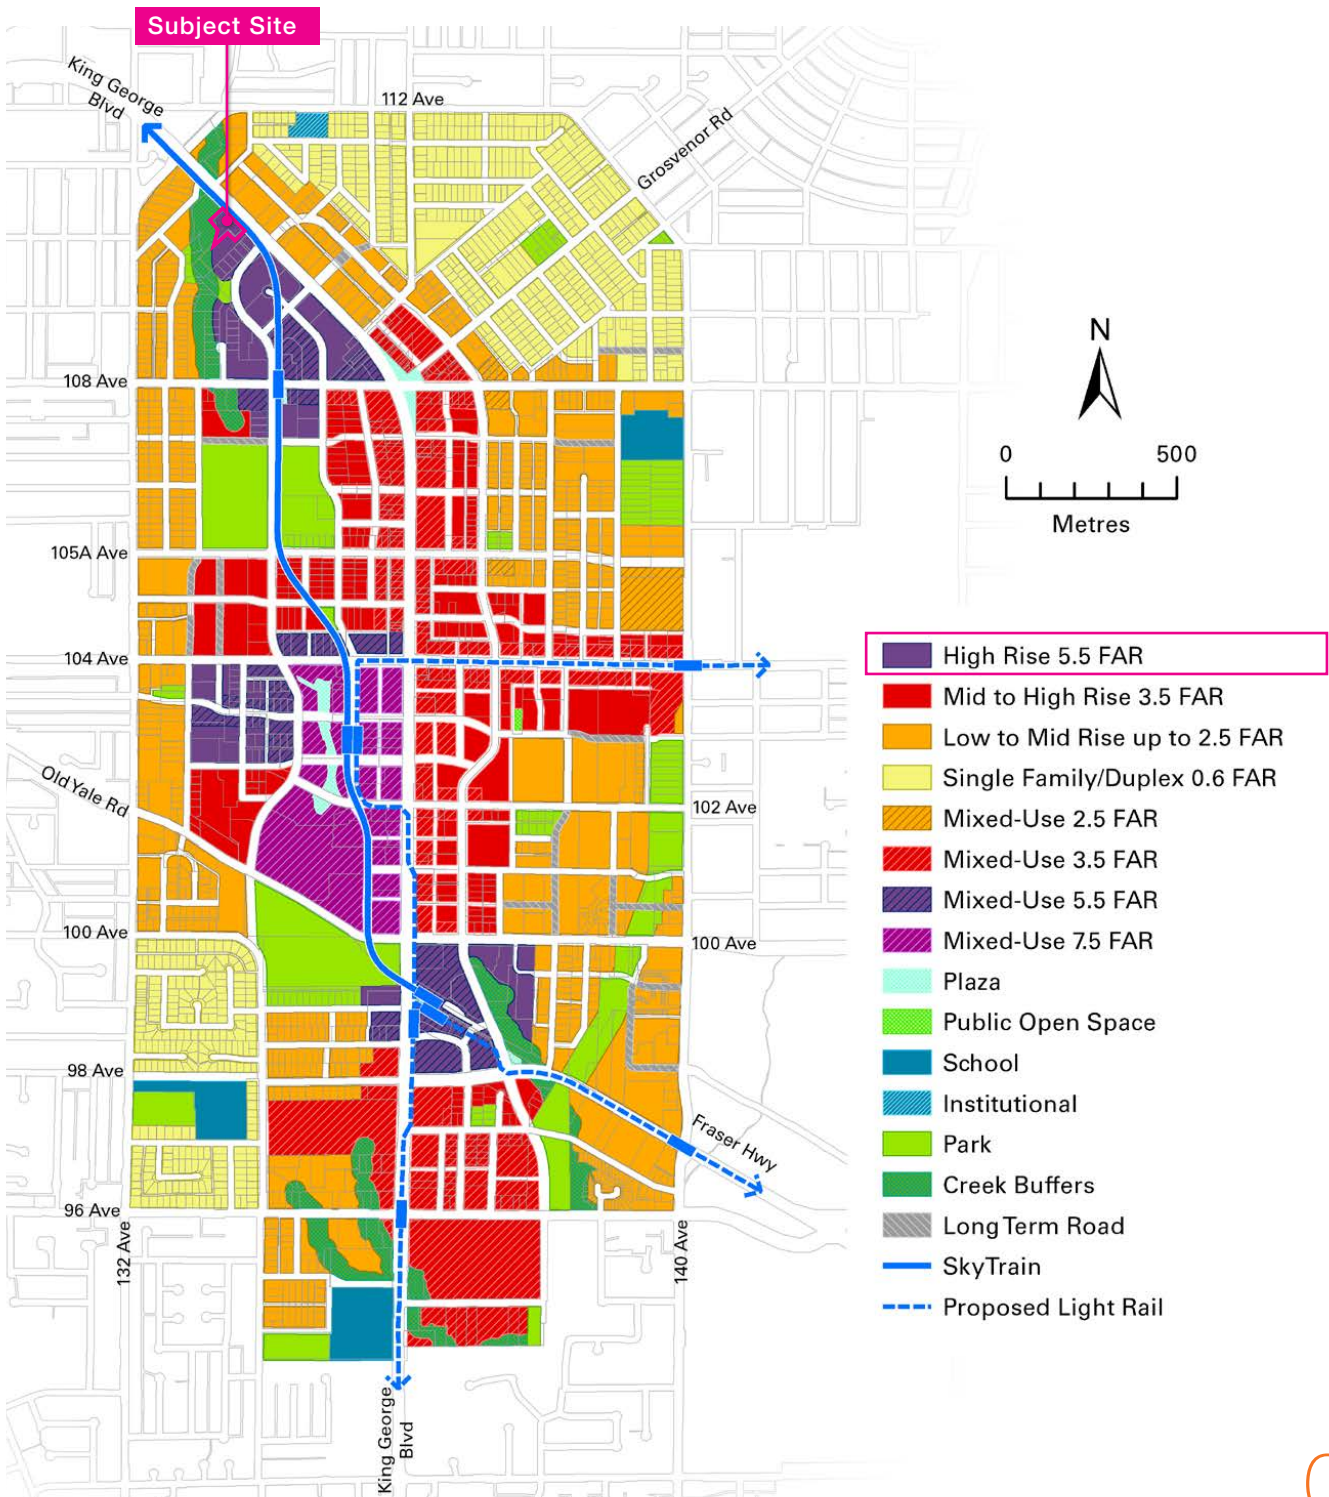 Subject Site
King George
Blvd
112 Ave
Grosvenor Rd
108 Ave
105A Ave
104 Ave
Old Yale Rd
102 Ave
100 Ave
100 Ave
98 Ave
Fraser Hwy
96 Ave
132 Ave
140 Ave
King George
Blvd
N
0 500
Metres
High Rise 5.5 FAR
Mid to High Rise 3.5 FAR
Low to Mid Rise up to 2.5 FAR
Single Family/Duplex 0.6 FAR
Mixed-Use 2.5 FAR
Mixed-Use 3.5 FAR
Mixed-Use 5.5 FAR
Mixed-Use 7.5 FAR
Plaza
Public Open Space
School
Institutional
Park
Creek Buffers
Long Term Road
SkyTrain
Proposed Light Rail